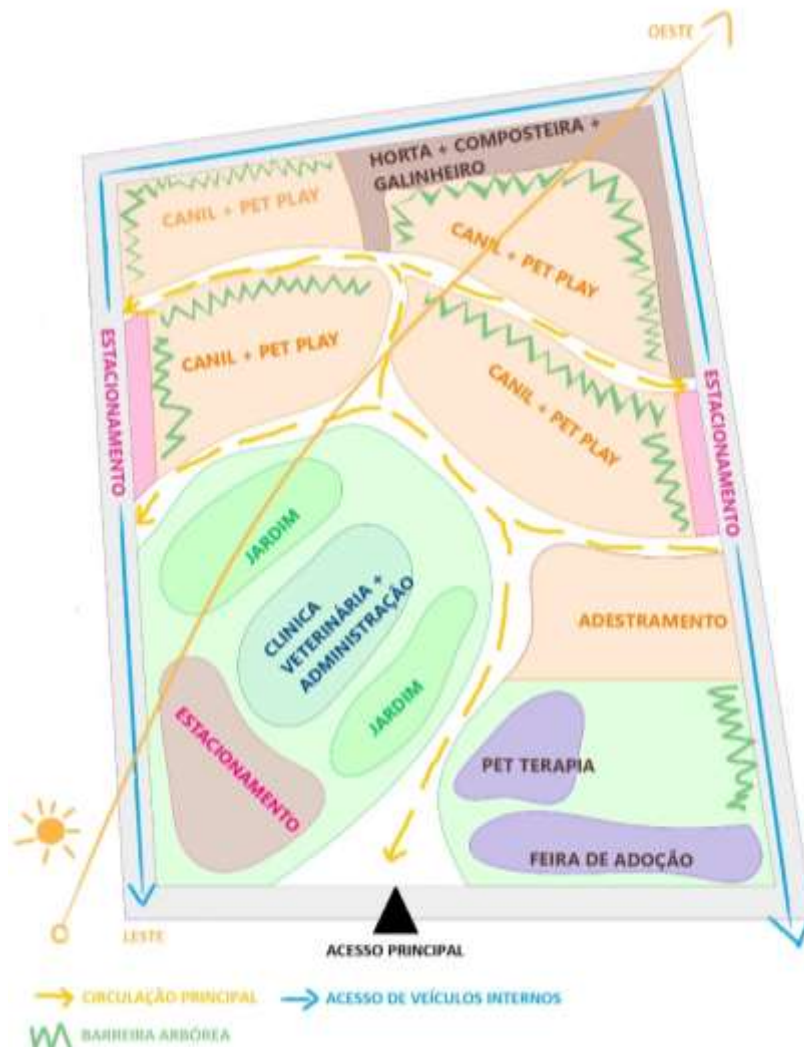 OESTE
HORTA + COMPOSTEIRA +
GALINHEIRO
CANIL + PET PLAY
CANIL + PET PLAY
CANIL + PET PLAY
CANIL + PET PLAY
ESTACIONAMENTO
ESTACIONAMENTO
JARDIM
CLINICA
VETERINÁRIA +
ADMINISTRAÇÃO
JARDIM
ESTACIONAMENTO
ADESTRAMENTO
PET TERAPIA
FEIRA DE ADOÇÃO
LESTE
ACESSO PRINCIPAL
CIRCULAÇÃO PRINCIPAL
ACESSO DE VEÍCULOS INTERNOS
BARREIRA ARBÓREA